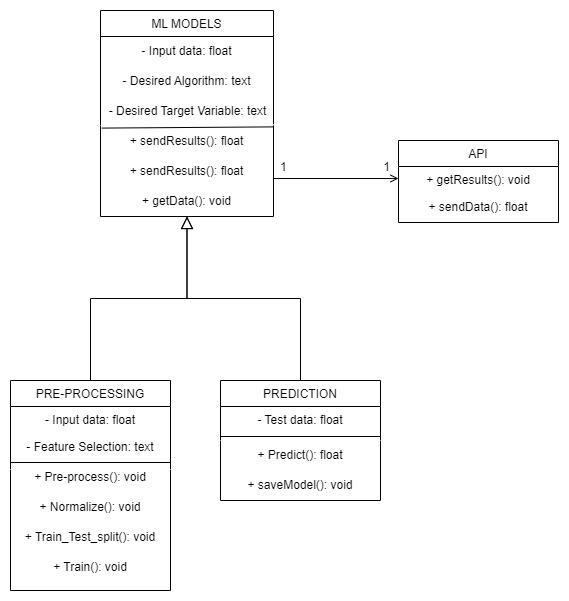 ML MODELS
- Input data: float
- Desired Algorithm: text
- Desired Target Variable: text
+ sendResults(): float
+ sendResults(): float
+ getData(): void
1
1
API
+ getResults(): void
+ sendData(): float
PRE-PROCESSING
- Input data: float
- Feature Selection: text
+ Pre-process(): void
+ Normalize(): void
+ Train_Test_split(): void
+ Train(): void
PREDICTION
- Test data: float
+ Predict(): float
+ saveModel(): void